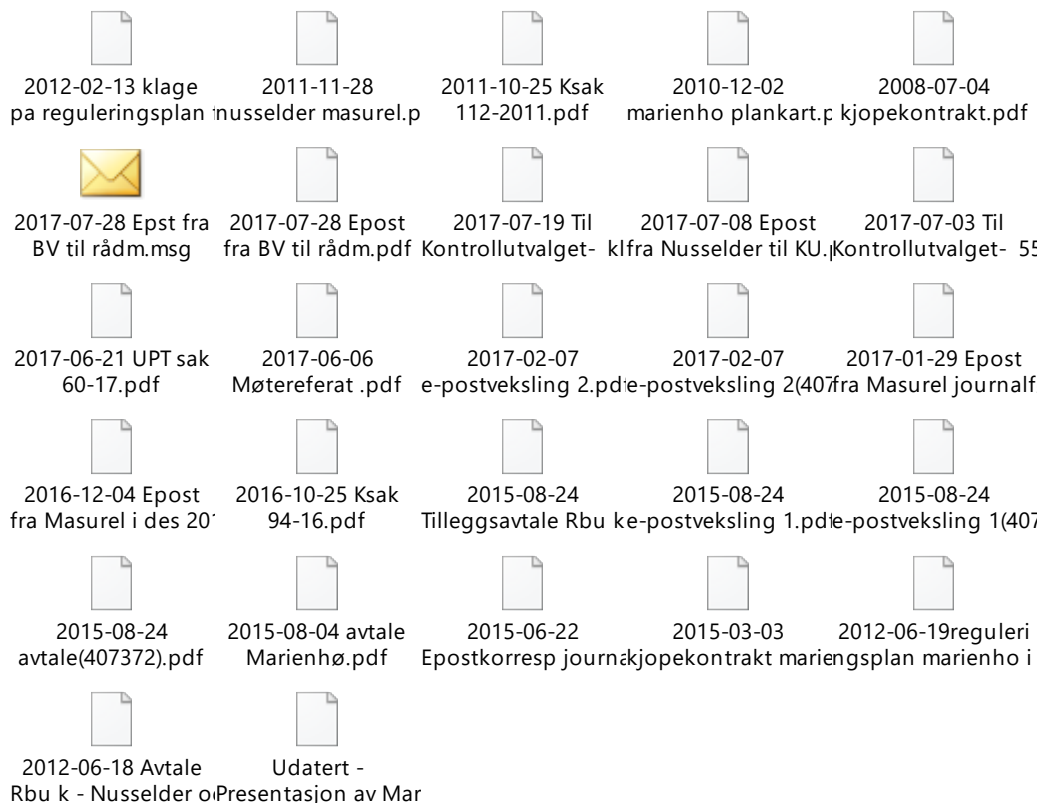 2012-02-13 klage
pa reguleringsplan
2011-11-28
nusselder masurel.p
2011-10-25 Ksak
112-2011.pdf
2010-12-02
marienho plankart.p
2008-07-04
kjopekontrakt.pdf
2017-07-28 Epst fra
BV til rådm.msg
2017-07-28 Epost
fra BV til rådm.pdf
2017-07-19 Til
Kontrollutvalget- kl
2017-07-08 Epost
fra Nusselder til KU.
2017-07-03 Til
Kontrollutvalget- 55
2017-06-21 UPT sak
60-17.pdf
2017-06-06
Møtereferat .pdf
2017-02-07
e-postveksling 2.pd
2017-02-07
e-postveksling 2(407
2017-01-29 Epost
fra Masurel journalf
2016-12-04 Epost
fra Masurel i des 201
2016-10-25 Ksak
94-16.pdf
2015-08-24
Tilleggsavtale Rbu k
2015-08-24
e-postveksling 1.pd
2015-08-24
e-postveksling 1(407
2015-08-24
avtale(407372).pdf
2015-08-04 avtale
Marienhø.pdf
2015-06-22
Epostkorresp journa
2015-03-03
kjopekontrakt marie
2012-06-19reguleri
ngsplan marienho i
2012-06-18 Avtale
Rbu k - Nusselder o
Udatert -
Presentasjon av Mar